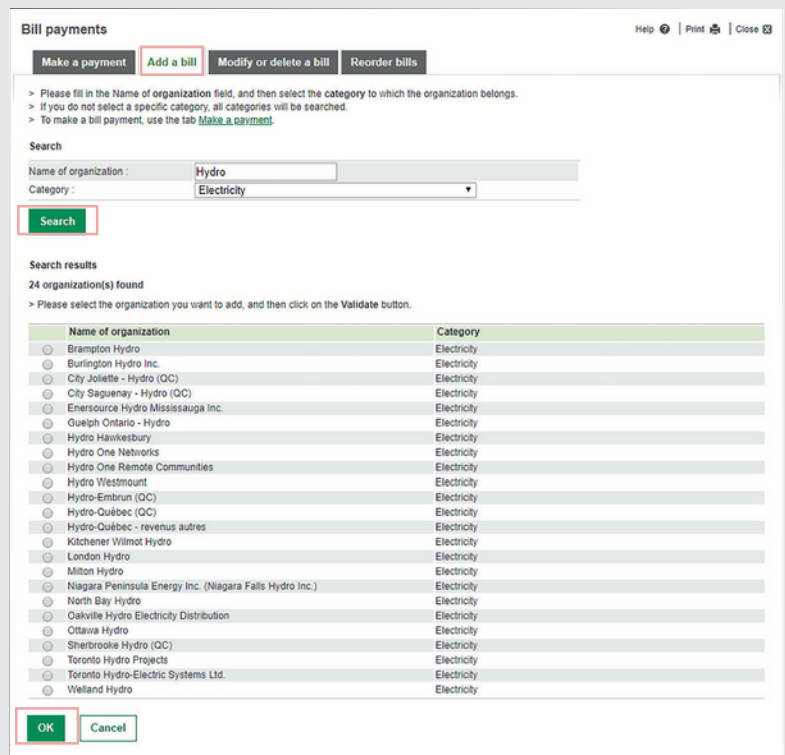 Bill payments
Help Print Close
Make a payment Add a bill Modify or delete a bill Reorder bills
> Please fill in the Name of organization field, and then select the category to which the organization belongs.
> If you do not select a specific category, all categories will be searched.
> To make a bill payment, use the tab Make a payment.
Search
Name of organization : Hydro
Category : Electricity
Search
Search results
24 organization(s) found
> Please select the organization you want to add, and then click on the Validate button.
Name of organization Category
Brampton Hydro Electricity
Burlington Hydro Inc. Electricity
City Joliette - Hydro (QC) Electricity
City Saguenay - Hydro (QC) Electricity
Enersource Hydro Mississauga Inc. Electricity
Guelph Ontario - Hydro Electricity
Hydro Hawkesbury Electricity
Hydro One Networks Electricity
Hydro One Remote Communities Electricity
Hydro Westmount Electricity
Hydro-Embrun (QC) Electricity
Hydro-Québec (QC) Electricity
Hydro-Québec - revenus autres Electricity
Kitchener Wilmot Hydro Electricity
London Hydro Electricity
Milton Hydro Electricity
Niagara Peninsula Energy Inc. (Niagara Falls Hydro Inc.) Electricity
North Bay Hydro Electricity
Oakville Hydro Electricity Distribution Electricity
Ottawa Hydro Electricity
Sherbrooke Hydro (QC) Electricity
Toronto Hydro Projects Electricity
Toronto Hydro-Electric Systems Ltd. Electricity
Welland Hydro Electricity
OK Cancel